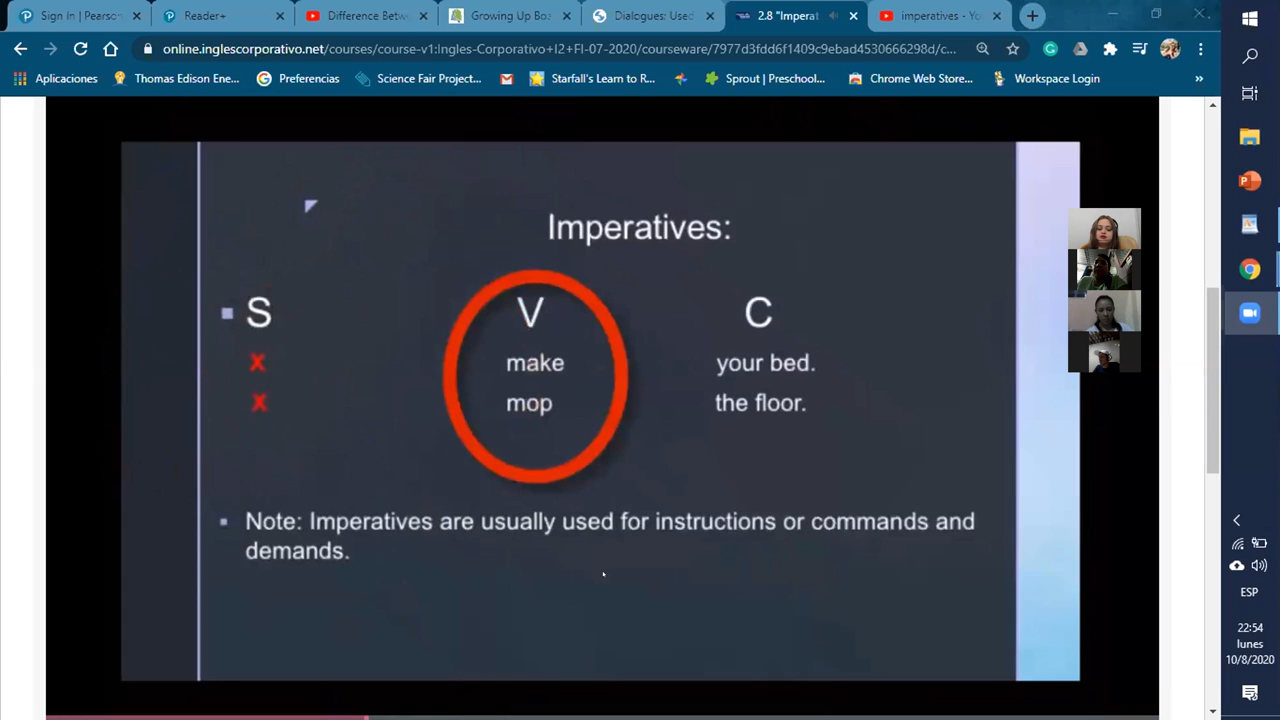 Sign In | Pearson
Reader+
Difference Betw
Growing Up Boa
Dialogues: Used
2.8 "Imperat
imperatives - Yo
online.inglescorporativo.net/courses/course-v1:Ingles-Corporativo+I2+FI-07-2020/courseware/7977d3fdd6f1409c9ebad4530666298d/c...
Aplicaciones
Thomas Edison Ene...
Preferencias
Science Fair Project...
Starfall's Learn to R...
Sprout | Preschool...
Chrome Web Store...
Workspace Login
»
Imperatives:
S V C
x make your bed.
x mop the floor.
Note: Imperatives are usually used for instructions or commands and
demands.
ESP
22:54
lunes
10/8/2020